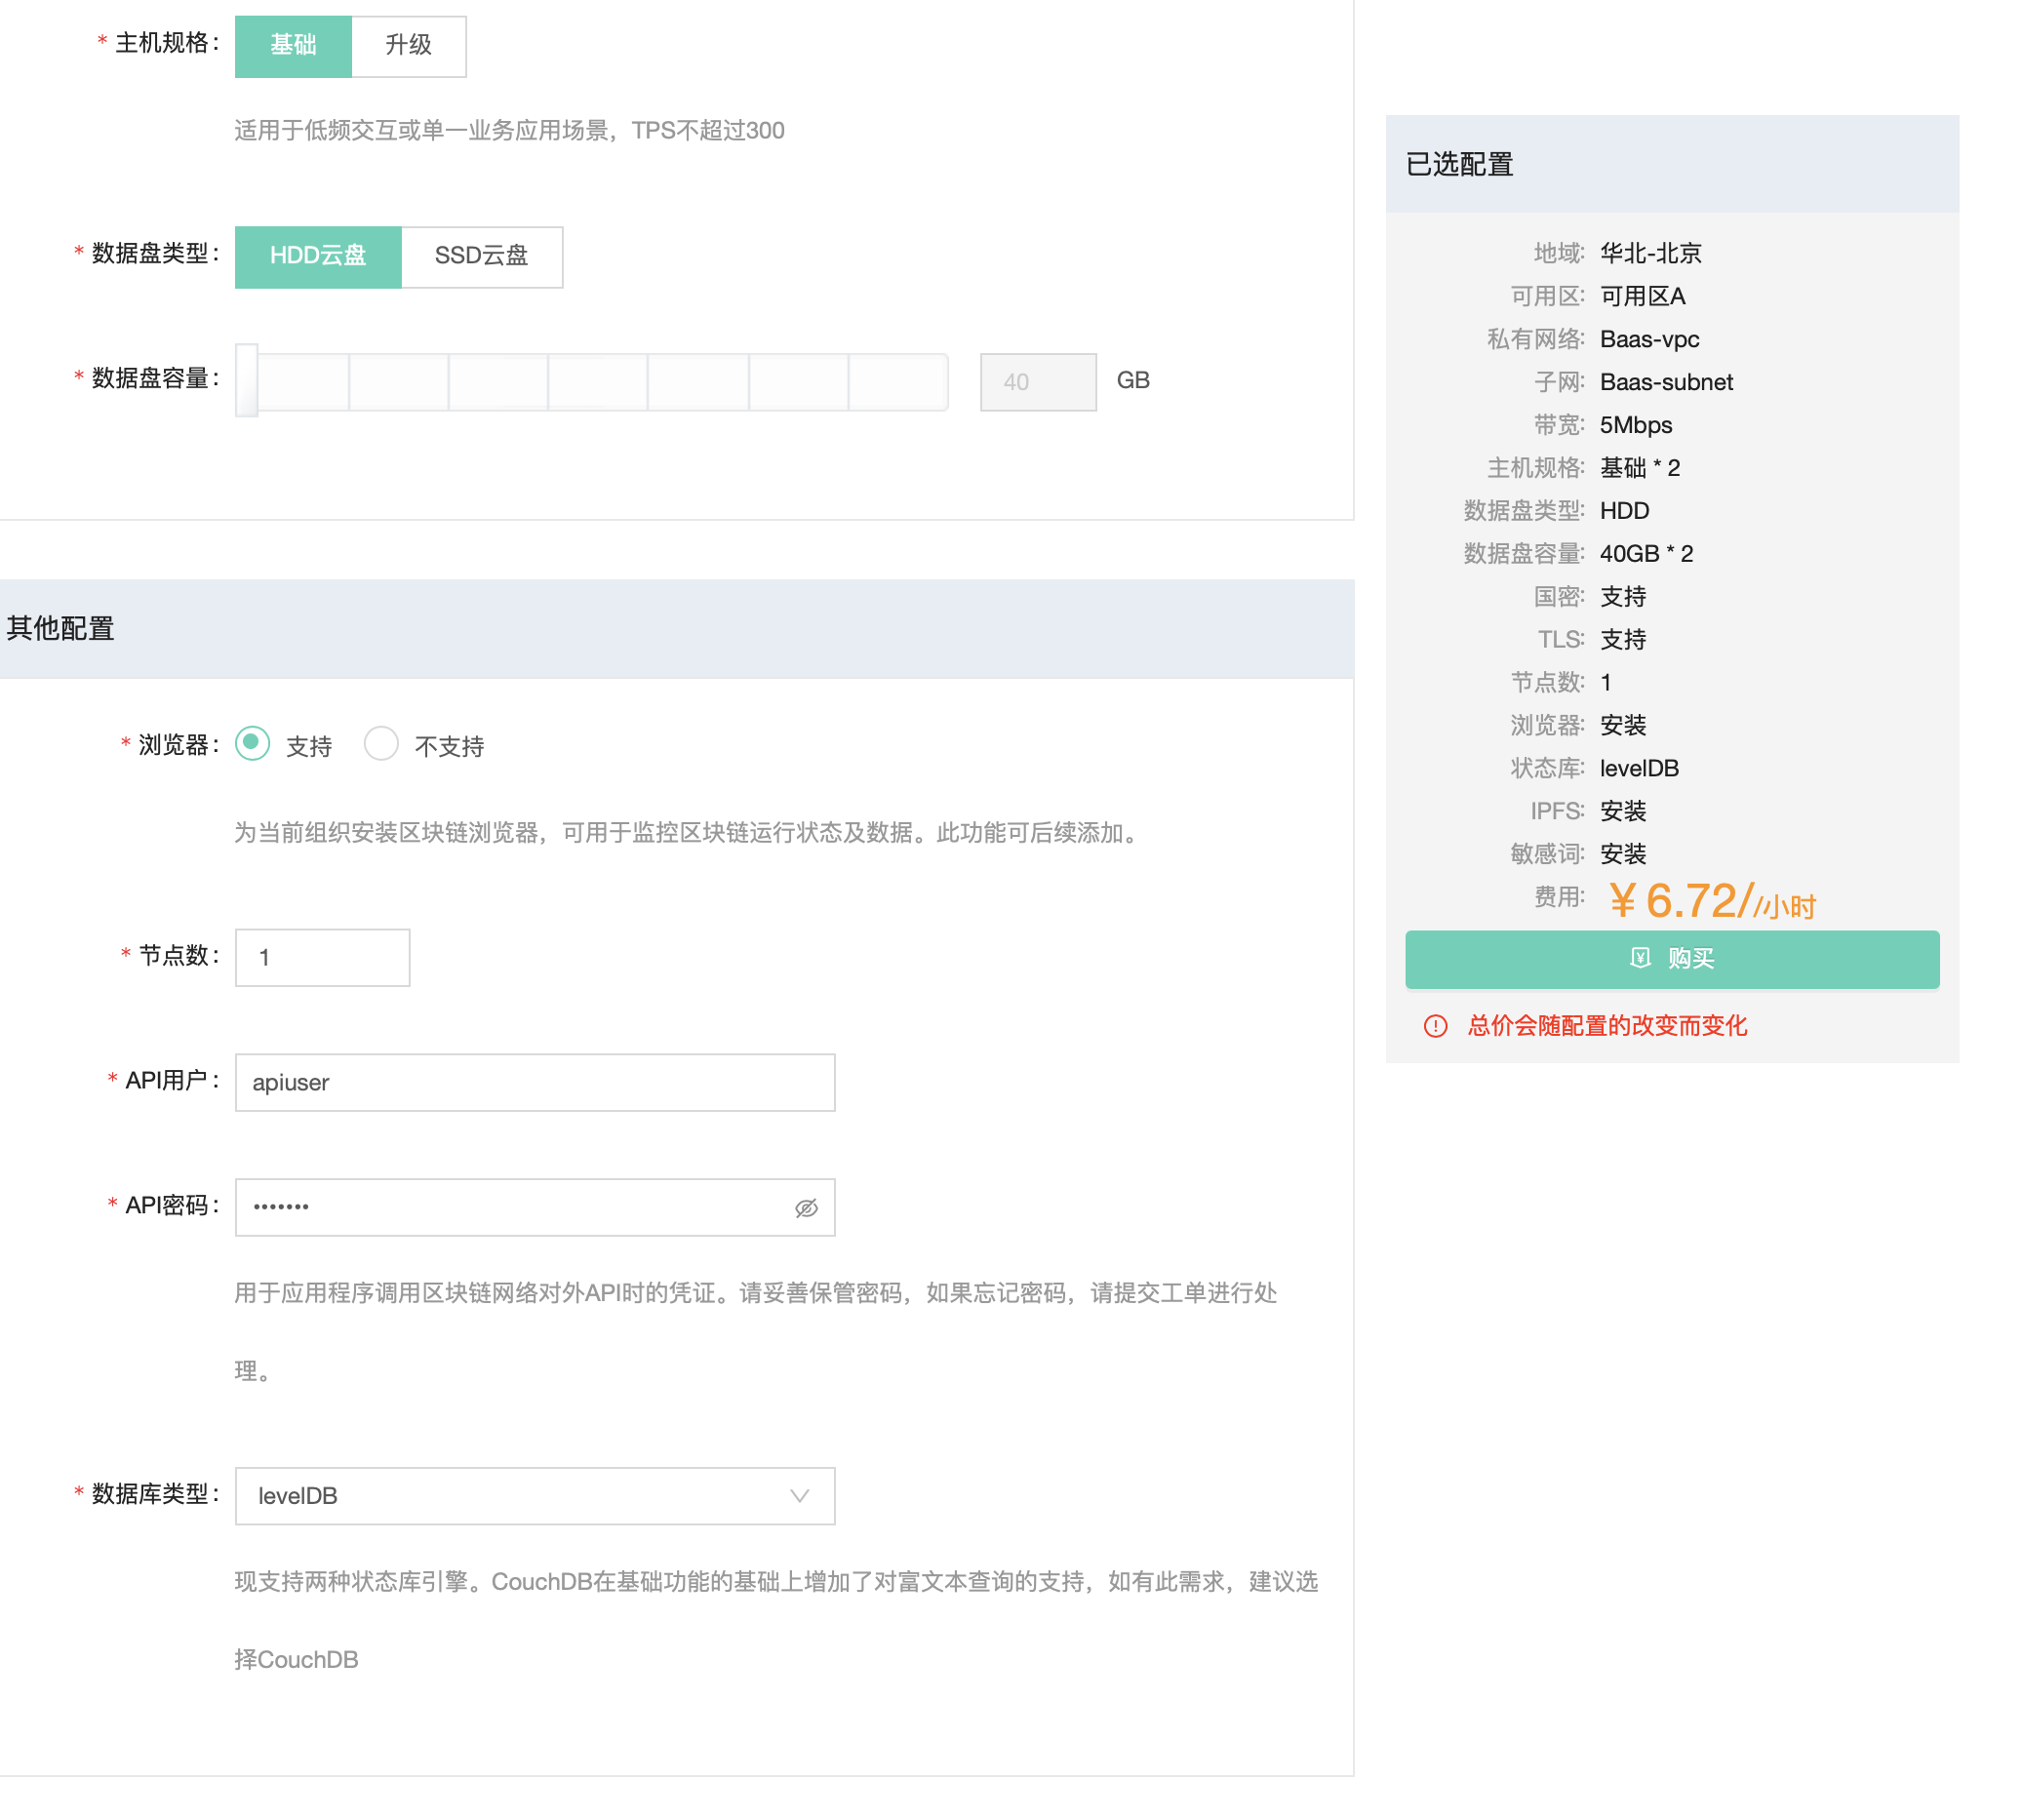 * 主机规格： 基础 升级
适用于低频交互或单一业务应用场景，TPS不超过300
* 数据盘类型： HDD云盘 SSD云盘
* 数据盘容量： 40 GB
其他配置
* 浏览器： 支持 不支持
为当前组织安装区块链浏览器，可用于监控区块链运行状态及数据。此功能可后续添加。
* 节点数： 1
* API用户： apiuser
* API密码： •••••••
用于应用程序调用区块链网络对外API时的凭证。请妥善保管密码，如果忘记密码，请提交工单进行处
理。
* 数据库类型： levelDB
现支持两种状态库引擎。CouchDB在基础功能的基础上增加了对富文本查询的支持，如有此需求，建议选
择CouchDB
已选配置
地域: 华北-北京
可用区: 可用区A
私有网络: Baas-vpc
子网: Baas-subnet
带宽: 5Mbps
主机规格: 基础 * 2
数据盘类型: HDD
数据盘容量: 40GB * 2
国密: 支持
TLS: 支持
节点数: 1
浏览器: 安装
状态库: levelDB
IPFS: 安装
敏感词: 安装
费用: ￥6.72//小时
购买
总价会随配置的改变而变化